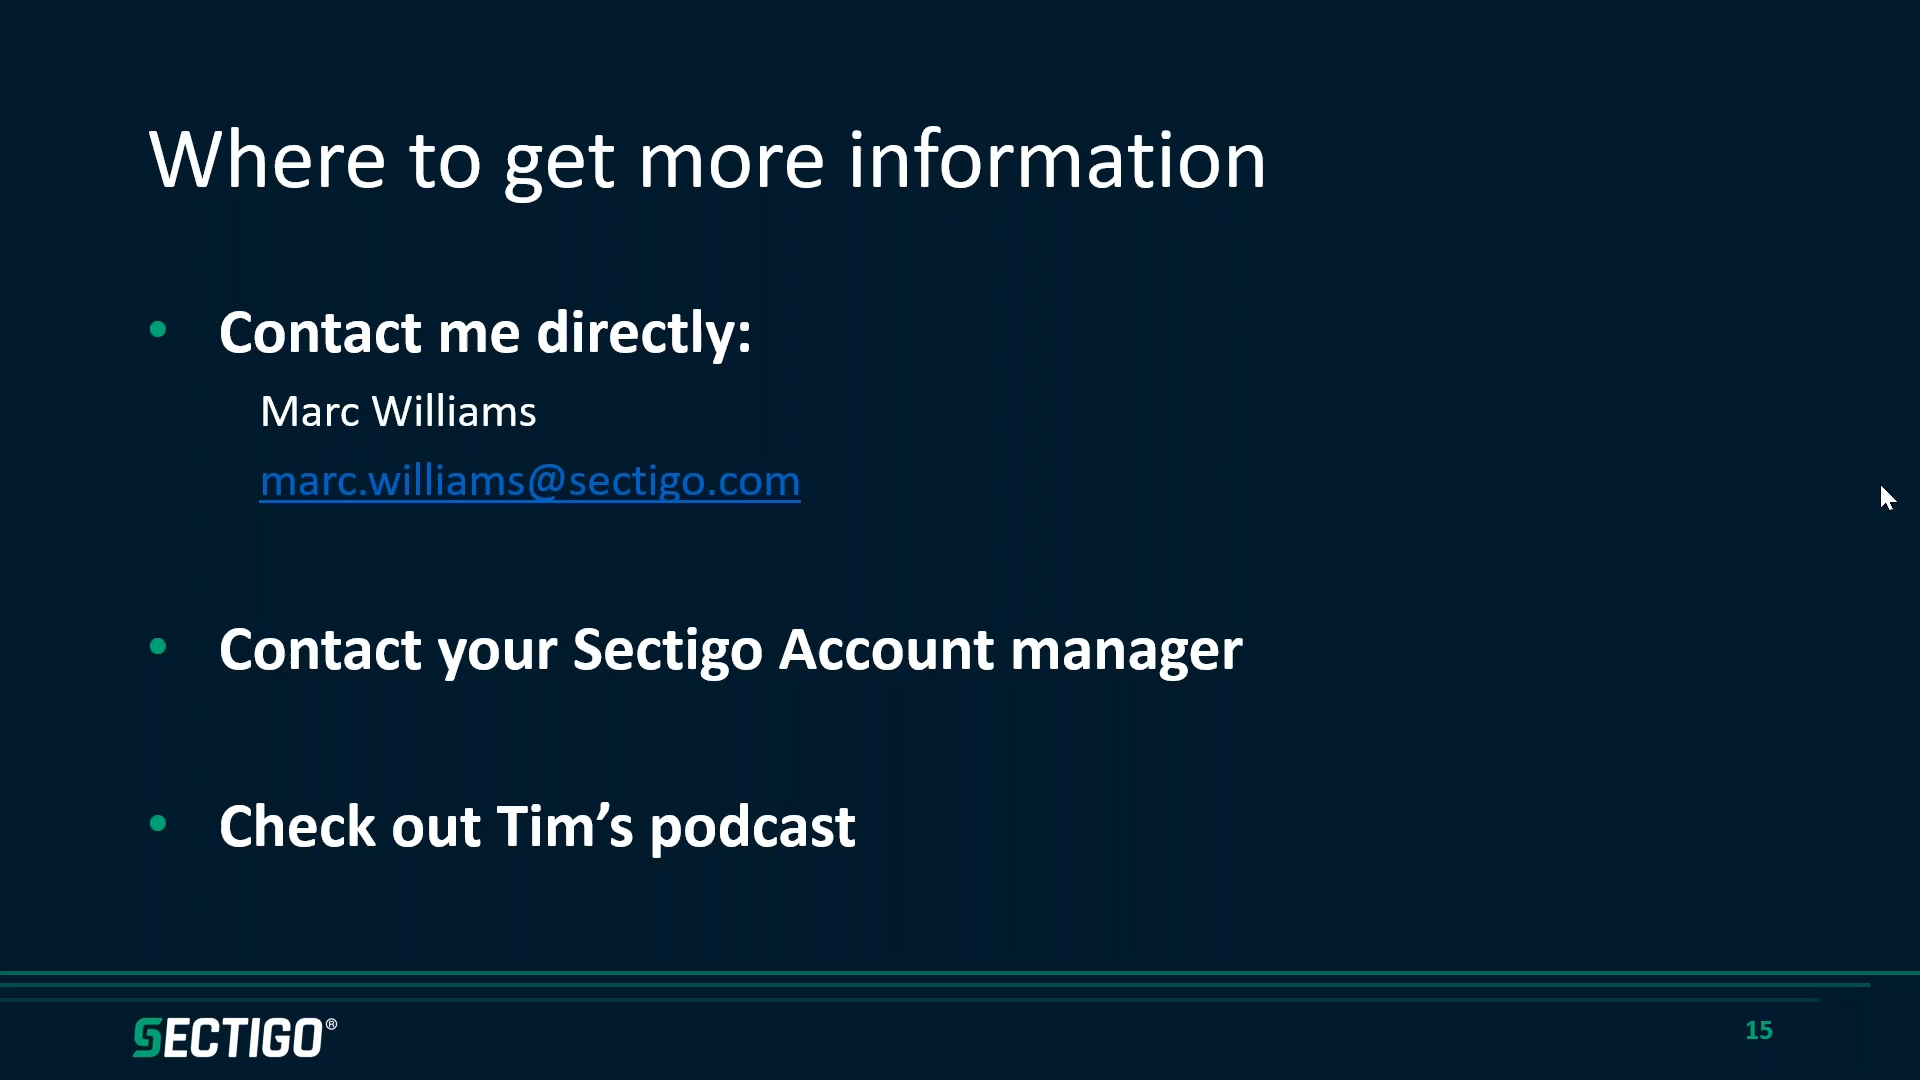 Where to get more information
• Contact me directly:
Marc Williams
marc.williams@sectigo.com
• Contact your Sectigo Account manager
• Check out Tim’s podcast
SECTIGO®
15